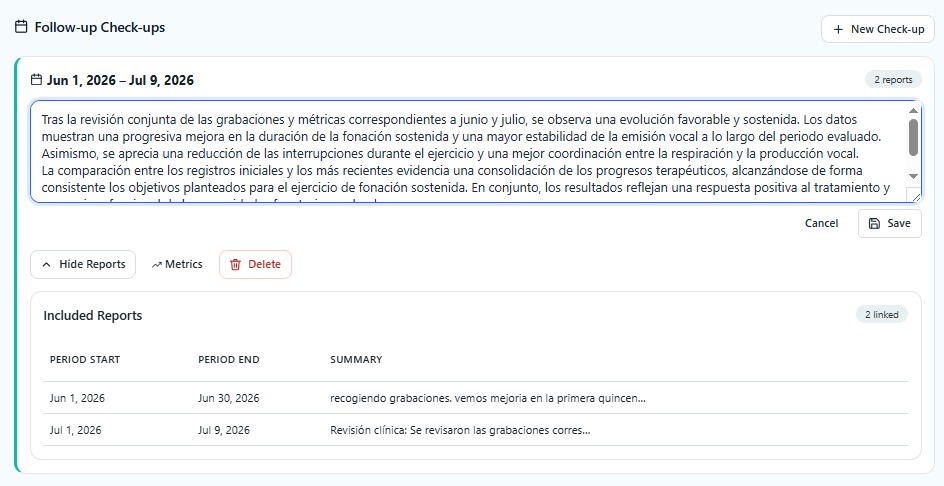 Follow-up Check-ups
+ New Check-up
Jun 1, 2026 – Jul 9, 2026
2 reports
Tras la revisión conjunta de las grabaciones y métricas correspondientes a junio y julio, se observa una evolución favorable y sostenida. Los datos
muestran una progresiva mejora en la duración de la fonación sostenida y una mayor estabilidad de la emisión vocal a lo largo del periodo evaluado.
Asimismo, se aprecia una reducción de las interrupciones durante el ejercicio y una mejor coordinación entre la respiración y la producción vocal.
La comparación entre los registros iniciales y los más recientes evidencia una consolidación de los progresos terapéuticos, alcanzándose de forma
consistente los objetivos planteados para el ejercicio de fonación sostenida. En conjunto, los resultados reflejan una respuesta positiva al tratamiento y
Cancel
Save
Hide Reports
Metrics
Delete
Included Reports
2 linked
PERIOD START PERIOD END SUMMARY
Jun 1, 2026 Jun 30, 2026 recogiendo grabaciones. vemos mejoria en la primera quincen...
Jul 1, 2026 Jul 9, 2026 Revisión clínica: Se revisaron las grabaciones corres...